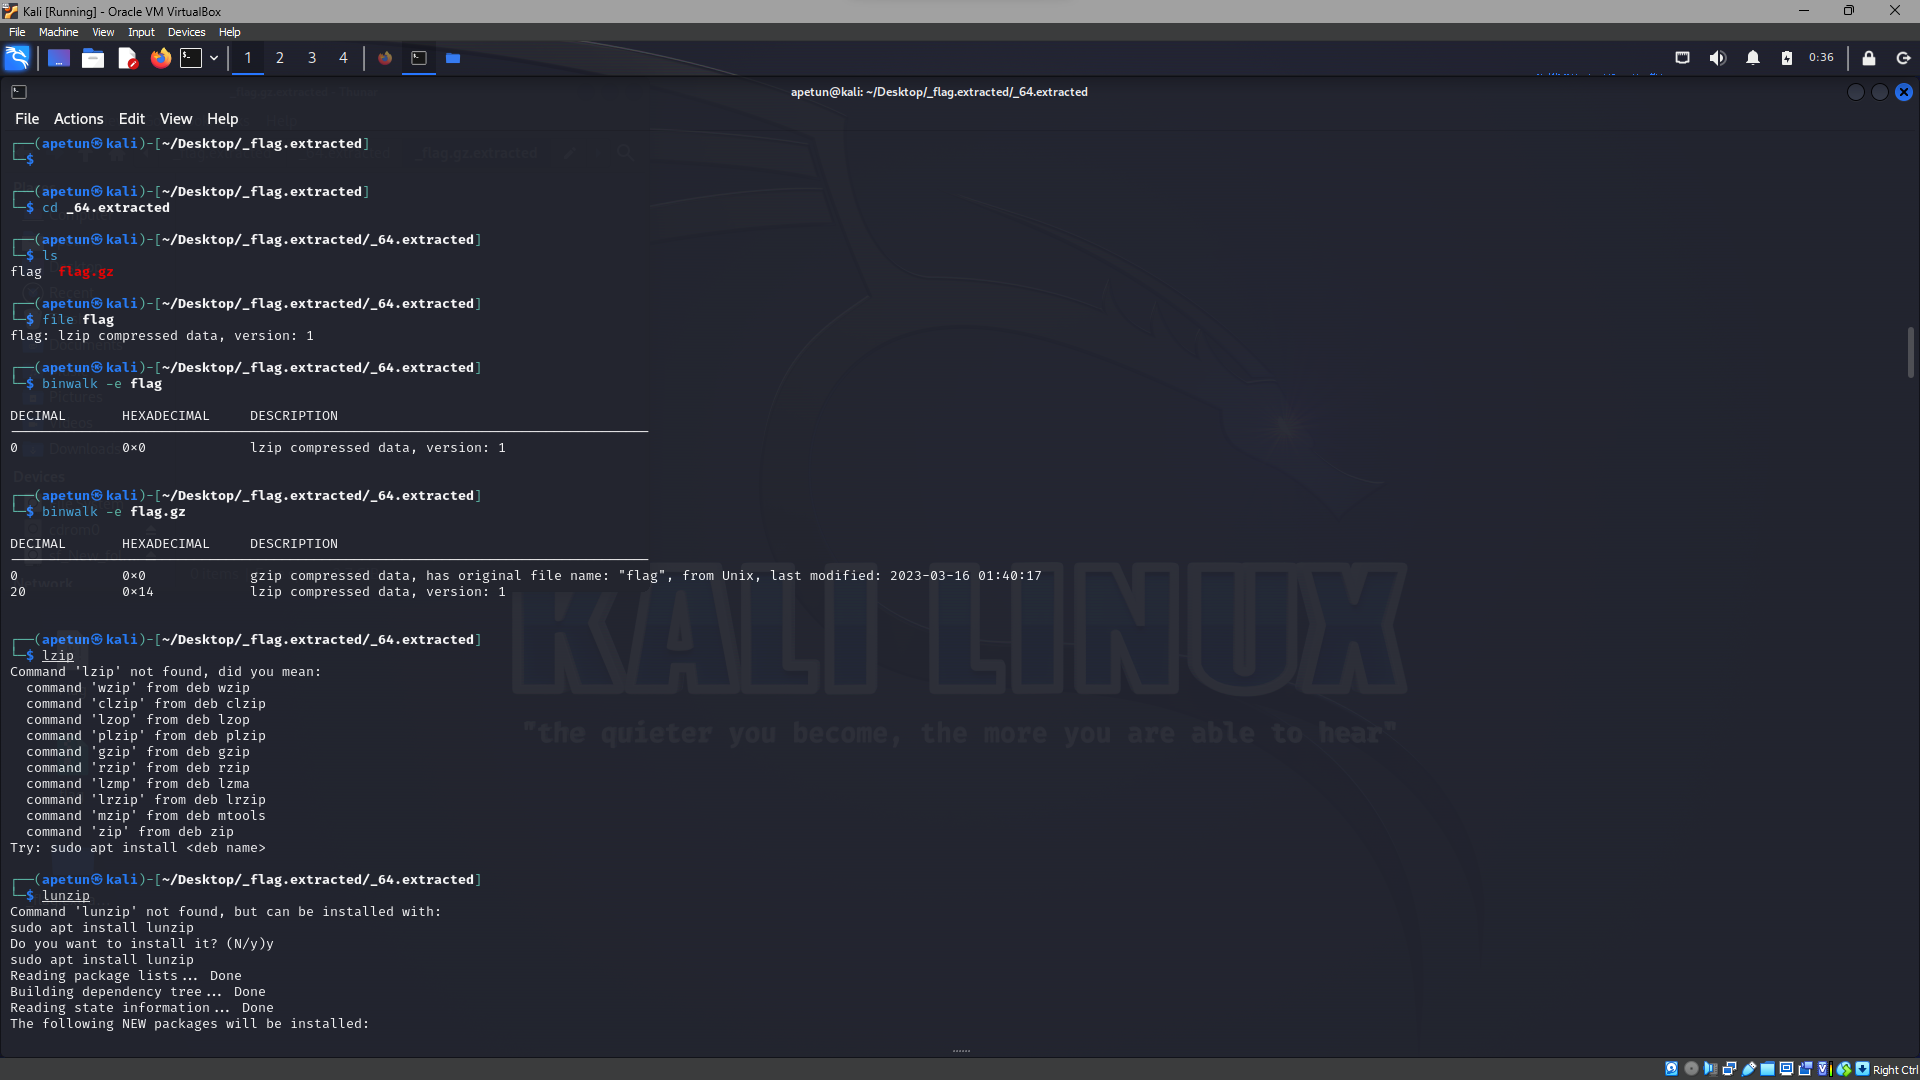 Kali [Running] - Oracle VM VirtualBox
File Machine View Input Devices Help
1 2 3 4 0:36
apetun@kali: ~/Desktop/_flag.extracted/_64.extracted
File Actions Edit View Help
┌──(apetun㉿kali)-[~/Desktop/_flag.extracted]
└─$
┌──(apetun㉿kali)-[~/Desktop/_flag.extracted]
└─$ cd _64.extracted
┌──(apetun㉿kali)-[~/Desktop/_flag.extracted/_64.extracted]
└─$ ls
flag flag.gz
┌──(apetun㉿kali)-[~/Desktop/_flag.extracted/_64.extracted]
└─$ file flag
flag: lzip compressed data, version: 1
┌──(apetun㉿kali)-[~/Desktop/_flag.extracted/_64.extracted]
└─$ binwalk -e flag
DECIMAL HEXADECIMAL DESCRIPTION
0 0×0 lzip compressed data, version: 1
┌──(apetun㉿kali)-[~/Desktop/_flag.extracted/_64.extracted]
└─$ binwalk -e flag.gz
DECIMAL HEXADECIMAL DESCRIPTION
0 0×0 gzip compressed data, has original file name: "flag", from Unix, last modified: 2023-03-16 01:40:17
20 0×14 lzip compressed data, version: 1
┌──(apetun㉿kali)-[~/Desktop/_flag.extracted/_64.extracted]
└─$ lzip
Command 'lzip' not found, did you mean:
command 'wzip' from deb wzip
command 'clzip' from deb clzip
command 'lzop' from deb lzop
command 'plzip' from deb plzip
command 'gzip' from deb gzip
command 'rzip' from deb rzip
command 'lzmp' from deb lzma
command 'lrzip' from deb lrzip
command 'mzip' from deb mtools
command 'zip' from deb zip
Try: sudo apt install <deb name>
KALI LINUX
"the quieter you become, the more you are able to hear"
┌──(apetun㉿kali)-[~/Desktop/_flag.extracted/_64.extracted]
└─$ lunzip
Command 'lunzip' not found, but can be installed with:
sudo apt install lunzip
Do you want to install it? (N/y)y
sudo apt install lunzip
Reading package lists... Done
Building dependency tree... Done
Reading state information... Done
The following NEW packages will be installed:
Right Ctrl